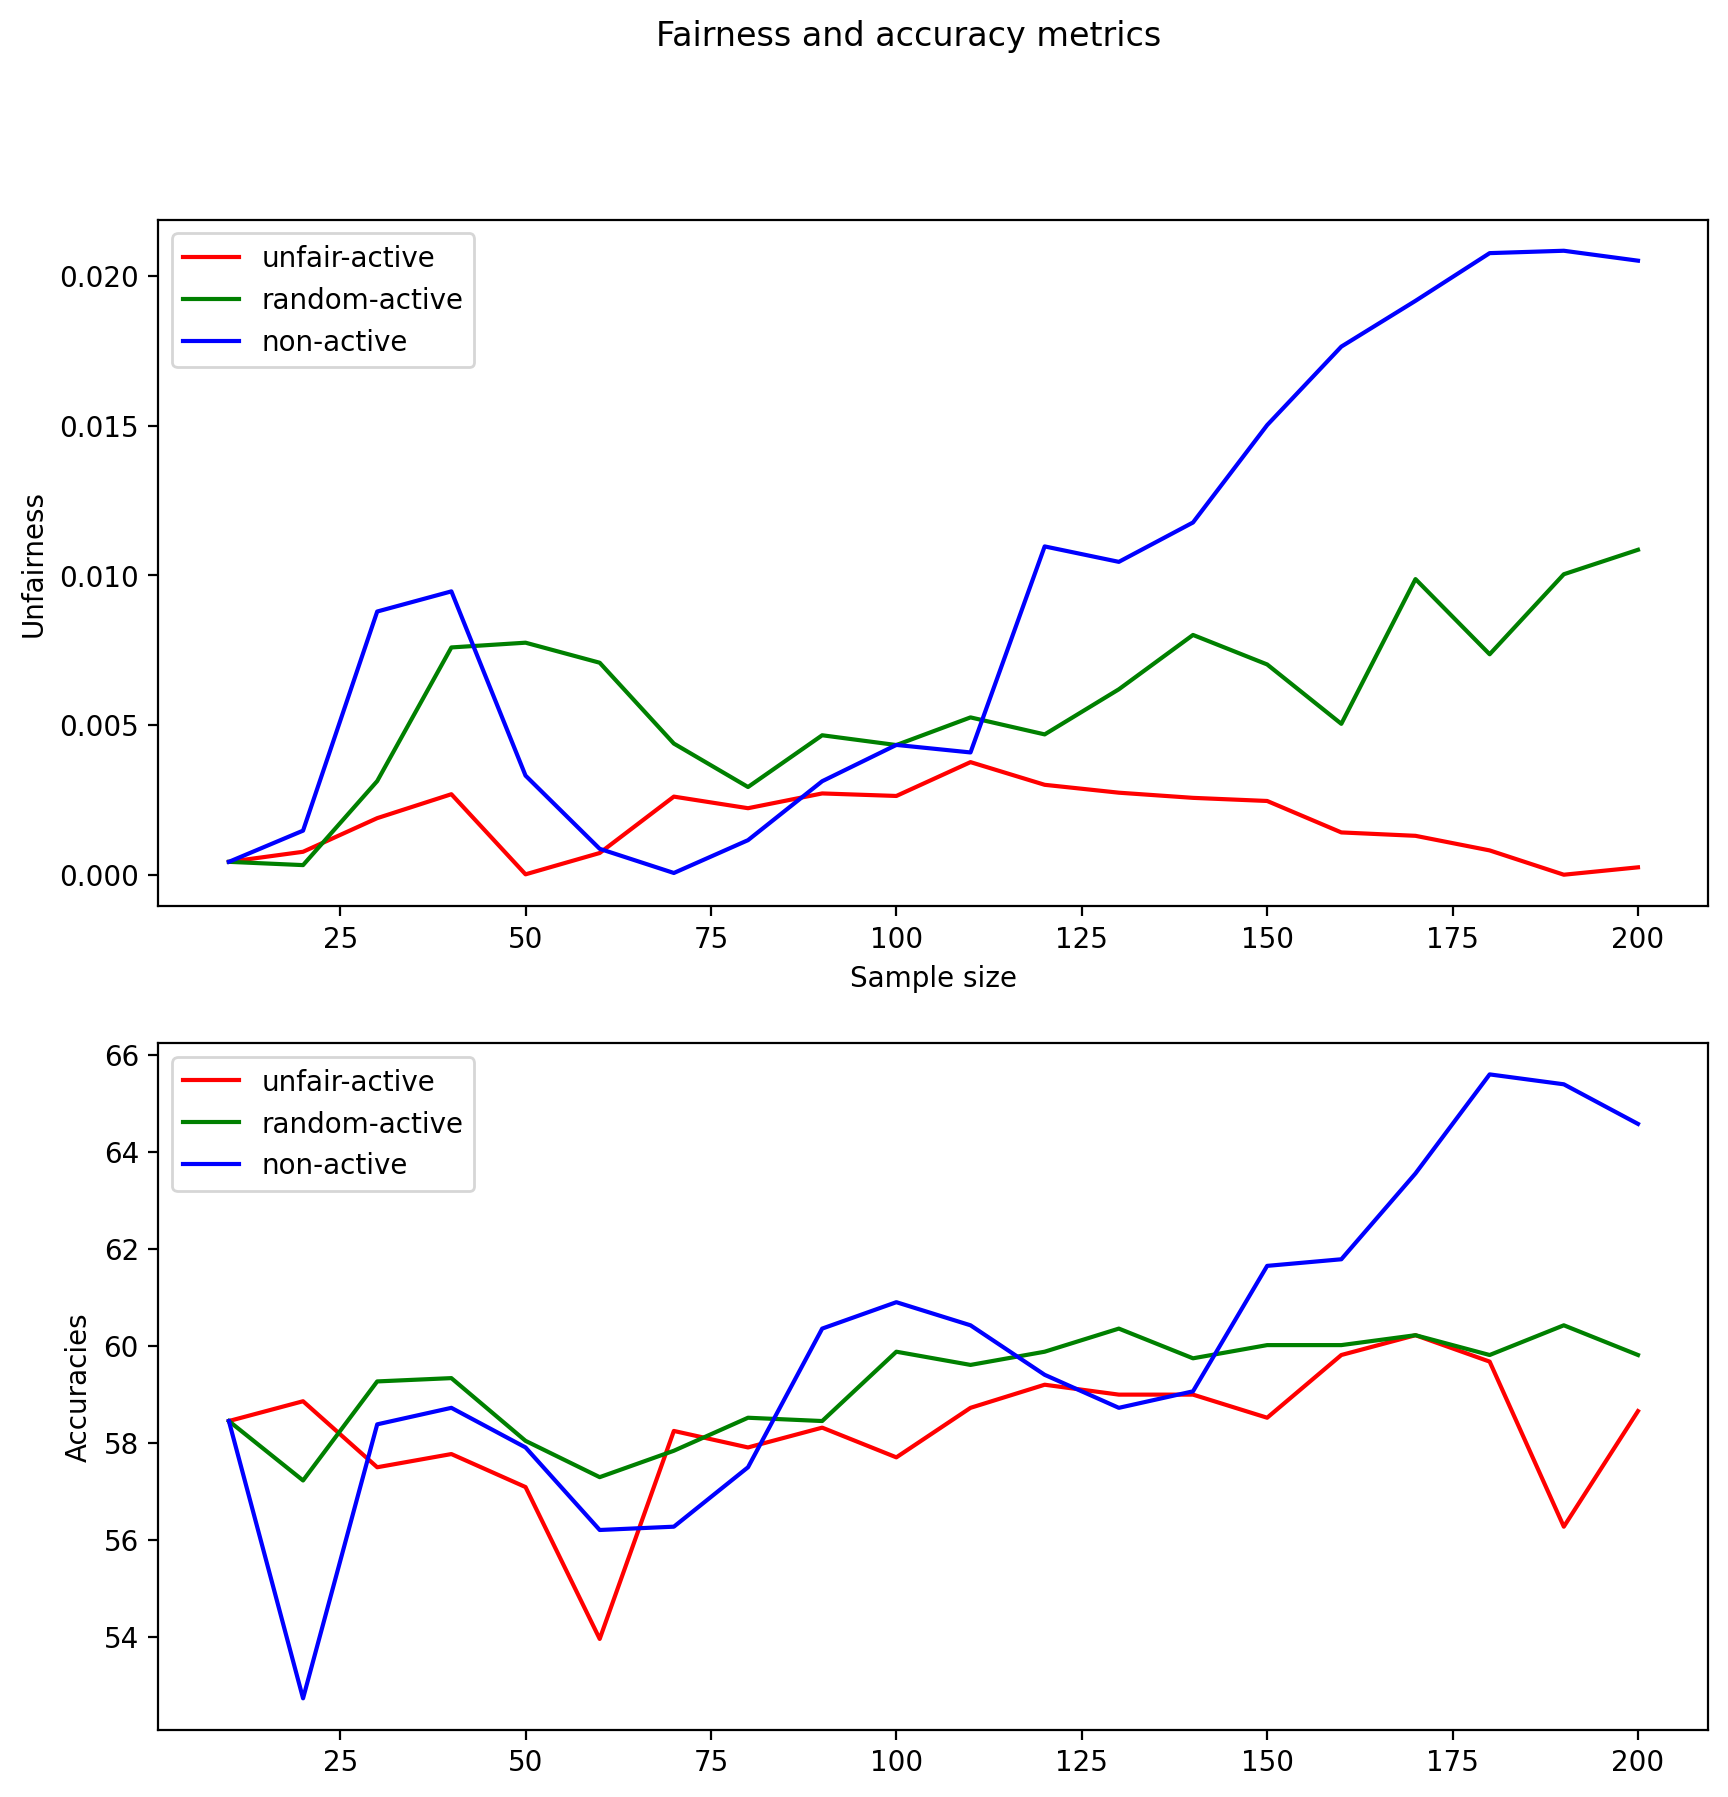 Fairness and accuracy metrics
unfair-active
random-active
non-active
0.020
0.015
0.010
0.005
0.000
Unfairness
25 50 75 100 125 150 175 200
Sample size
unfair-active
random-active
non-active
66
64
62
60
58
56
54
Accuracies
25 50 75 100 125 150 175 200